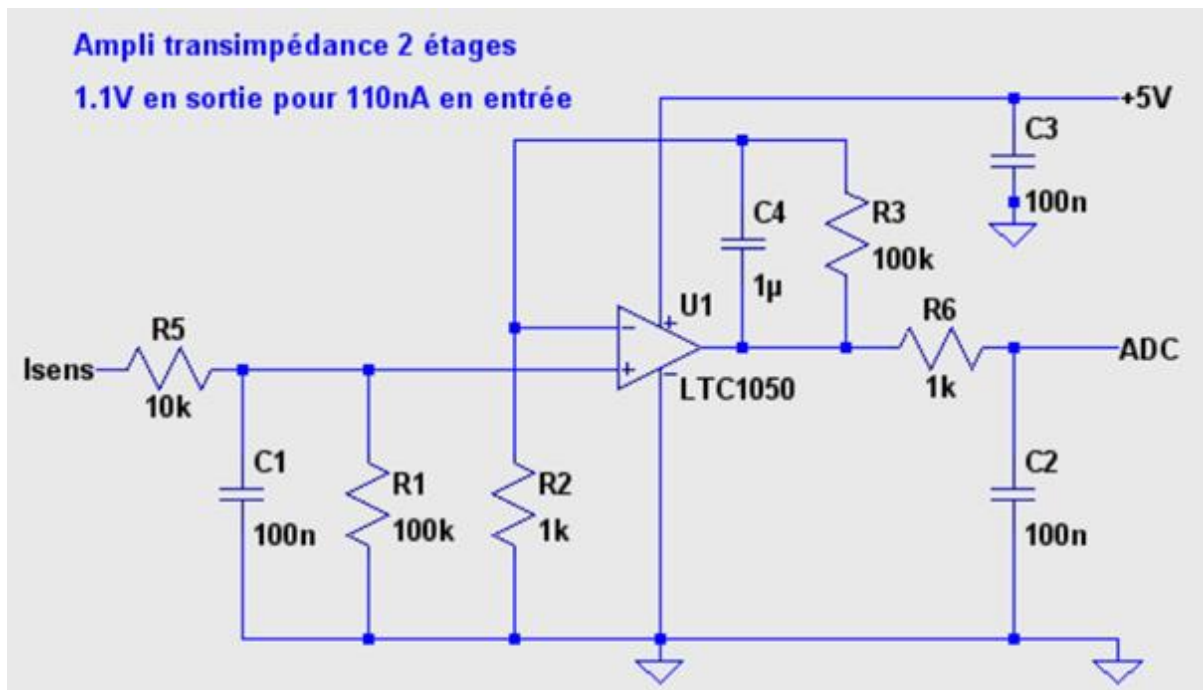 Ampli transimpédance 2 étages
1.1V en sortie pour 110nA en entrée
+5V
C3
100n
C4
1µ
R3
100k
U1
+
-
+
-
LTC1050
R5
Isens
10k
R6
1k
ADC
C1
100n
R1
100k
R2
1k
C2
100n